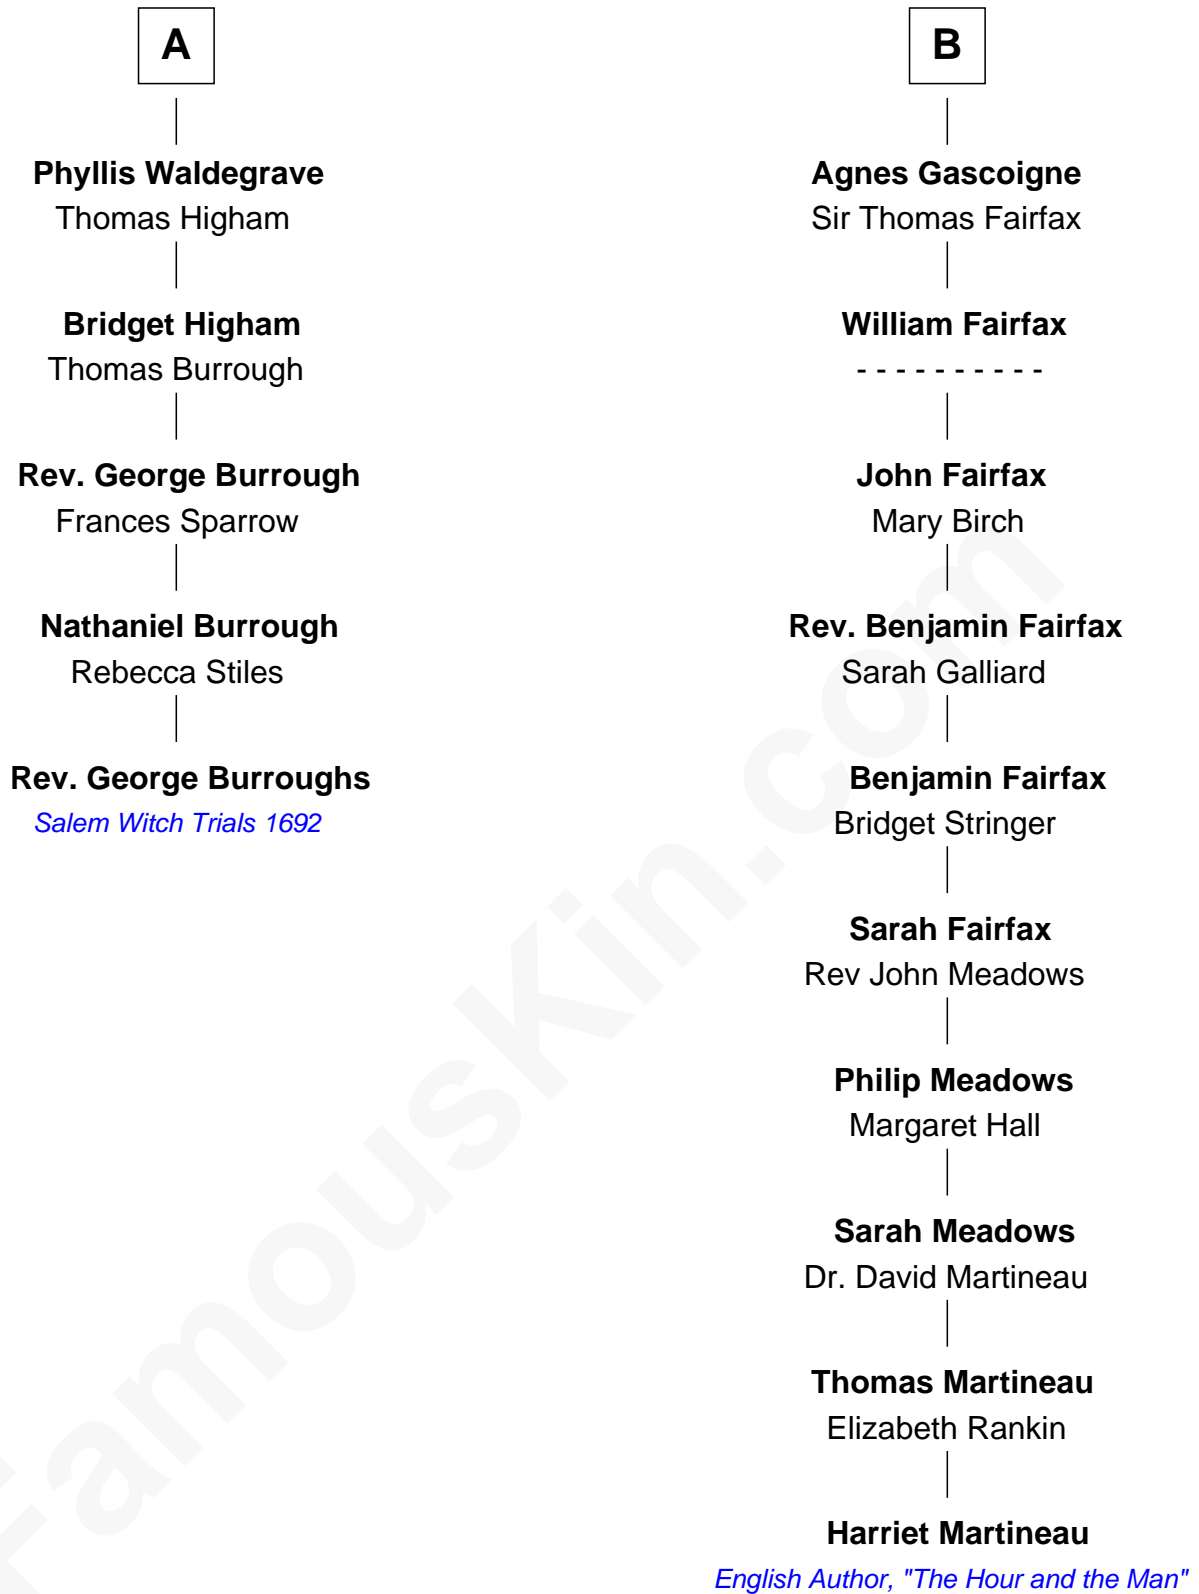 A
Phyllis Waldegrave
Thomas Higham
Bridget Higham
Thomas Burrough
Rev. George Burrough
Frances Sparrow
Nathaniel Burrough
Rebecca Stiles
Rev. George Burroughs
Salem Witch Trials 1692
B
Agnes Gascoigne
Sir Thomas Fairfax
William Fairfax
- - - - - - - - - -
John Fairfax
Mary Birch
Rev. Benjamin Fairfax
Sarah Galliard
Benjamin Fairfax
Bridget Stringer
Sarah Fairfax
Rev John Meadows
Philip Meadows
Margaret Hall
Sarah Meadows
Dr. David Martineau
Thomas Martineau
Elizabeth Rankin
Harriet Martineau
English Author, "The Hour and the Man"
FamousKin.com